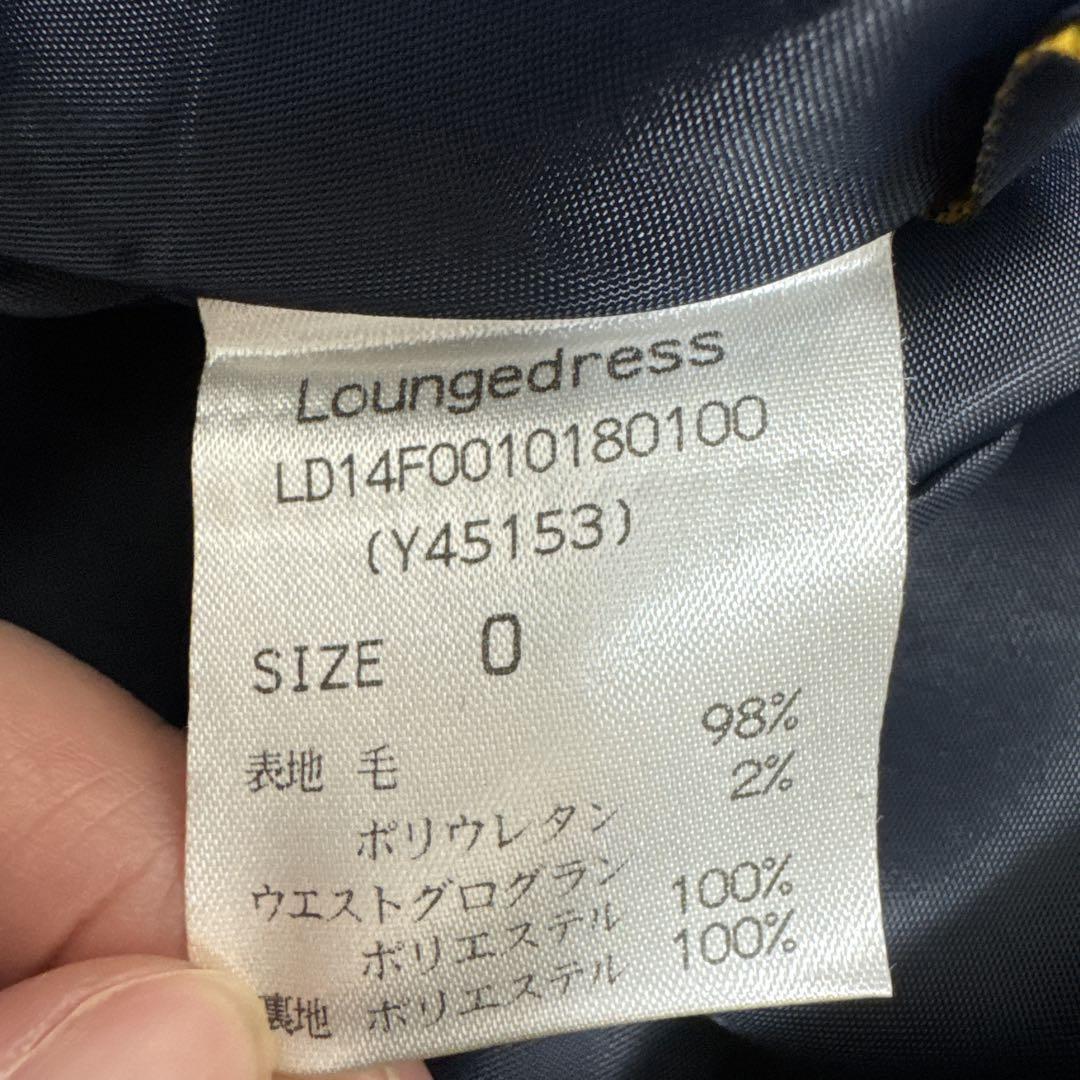 Loungedress
LD14F0010180100
(Y45153)
SIZE 0
表地 毛 98%
ポリウレタン 2%
ウエストグログラン
ポリエステル 100%
裏地 ポリエステル 100%